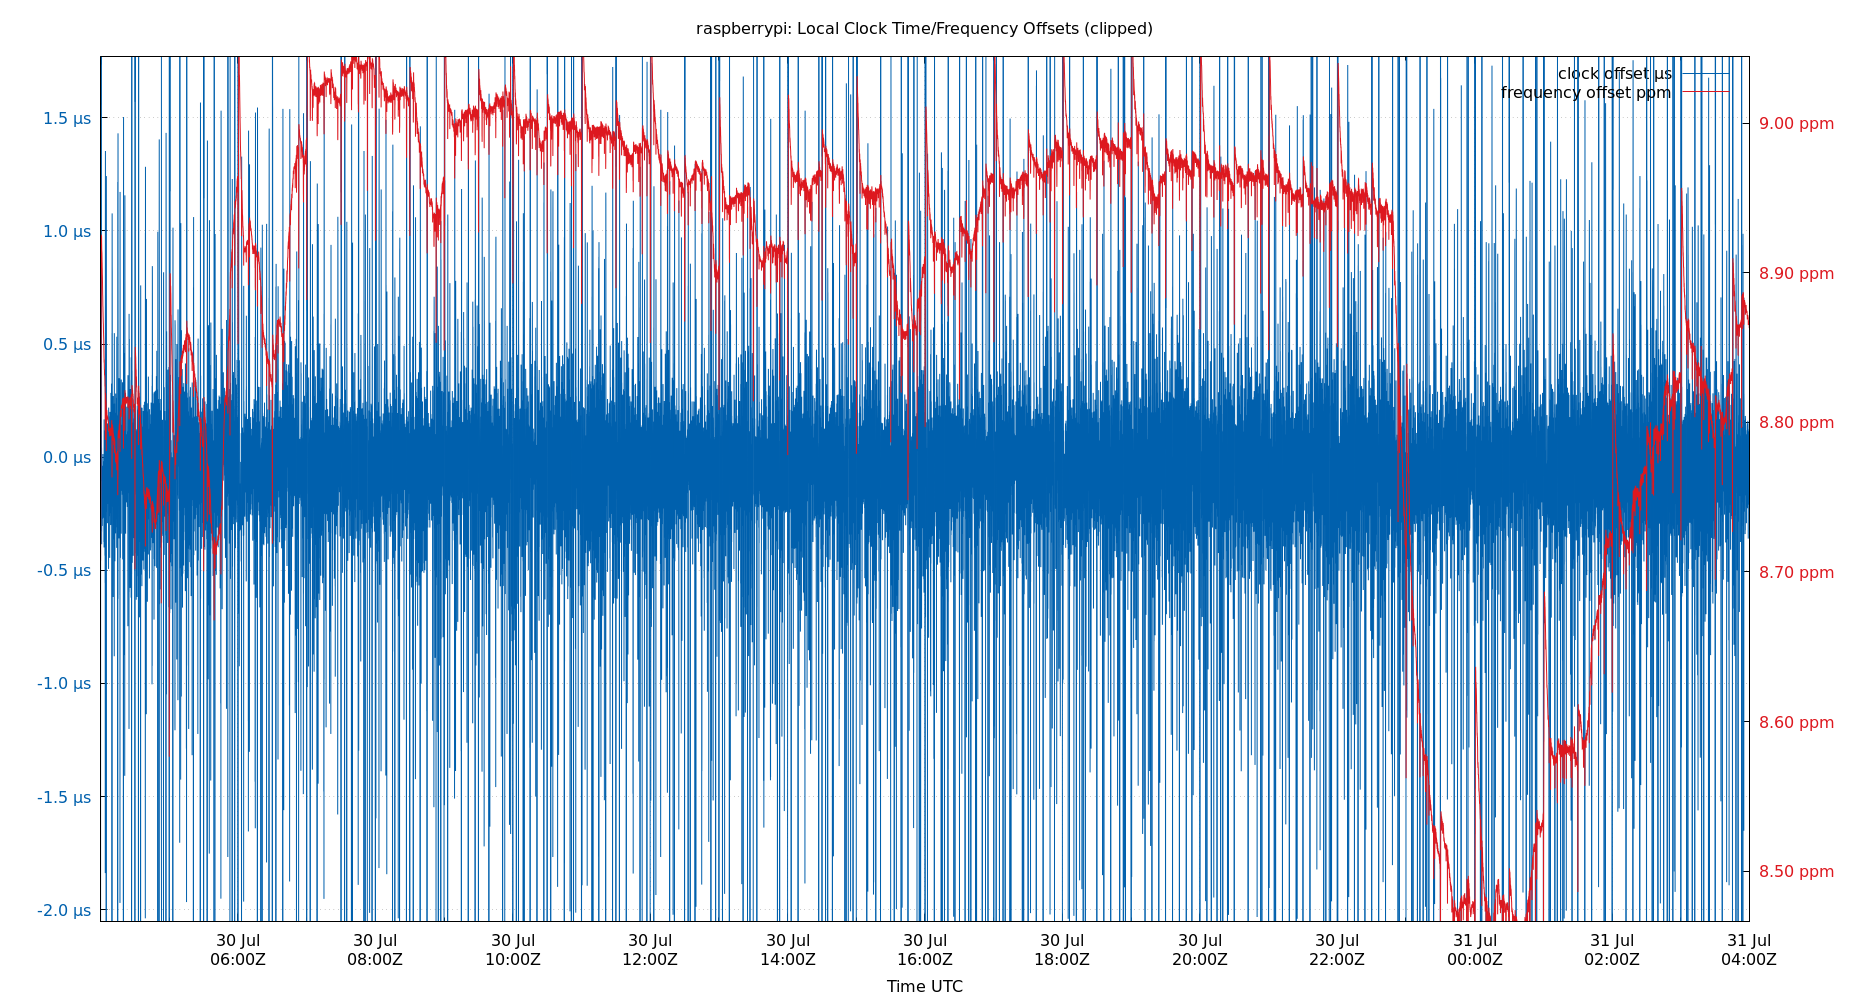 raspberrypi: Local Clock Time/Frequency Offsets (clipped)
clock offset µs
frequency offset ppm
1.5 µs
1.0 µs
0.5 µs
0.0 µs
-0.5 µs
-1.0 µs
-1.5 µs
-2.0 µs
9.00 ppm
8.90 ppm
8.80 ppm
8.70 ppm
8.60 ppm
8.50 ppm
30 Jul 30 Jul 30 Jul 30 Jul 30 Jul 30 Jul 30 Jul 30 Jul 30 Jul 31 Jul 31 Jul 31 Jul
06:00Z 08:00Z 10:00Z 12:00Z 14:00Z 16:00Z 18:00Z 20:00Z 22:00Z 00:00Z 02:00Z 04:00Z
Time UTC